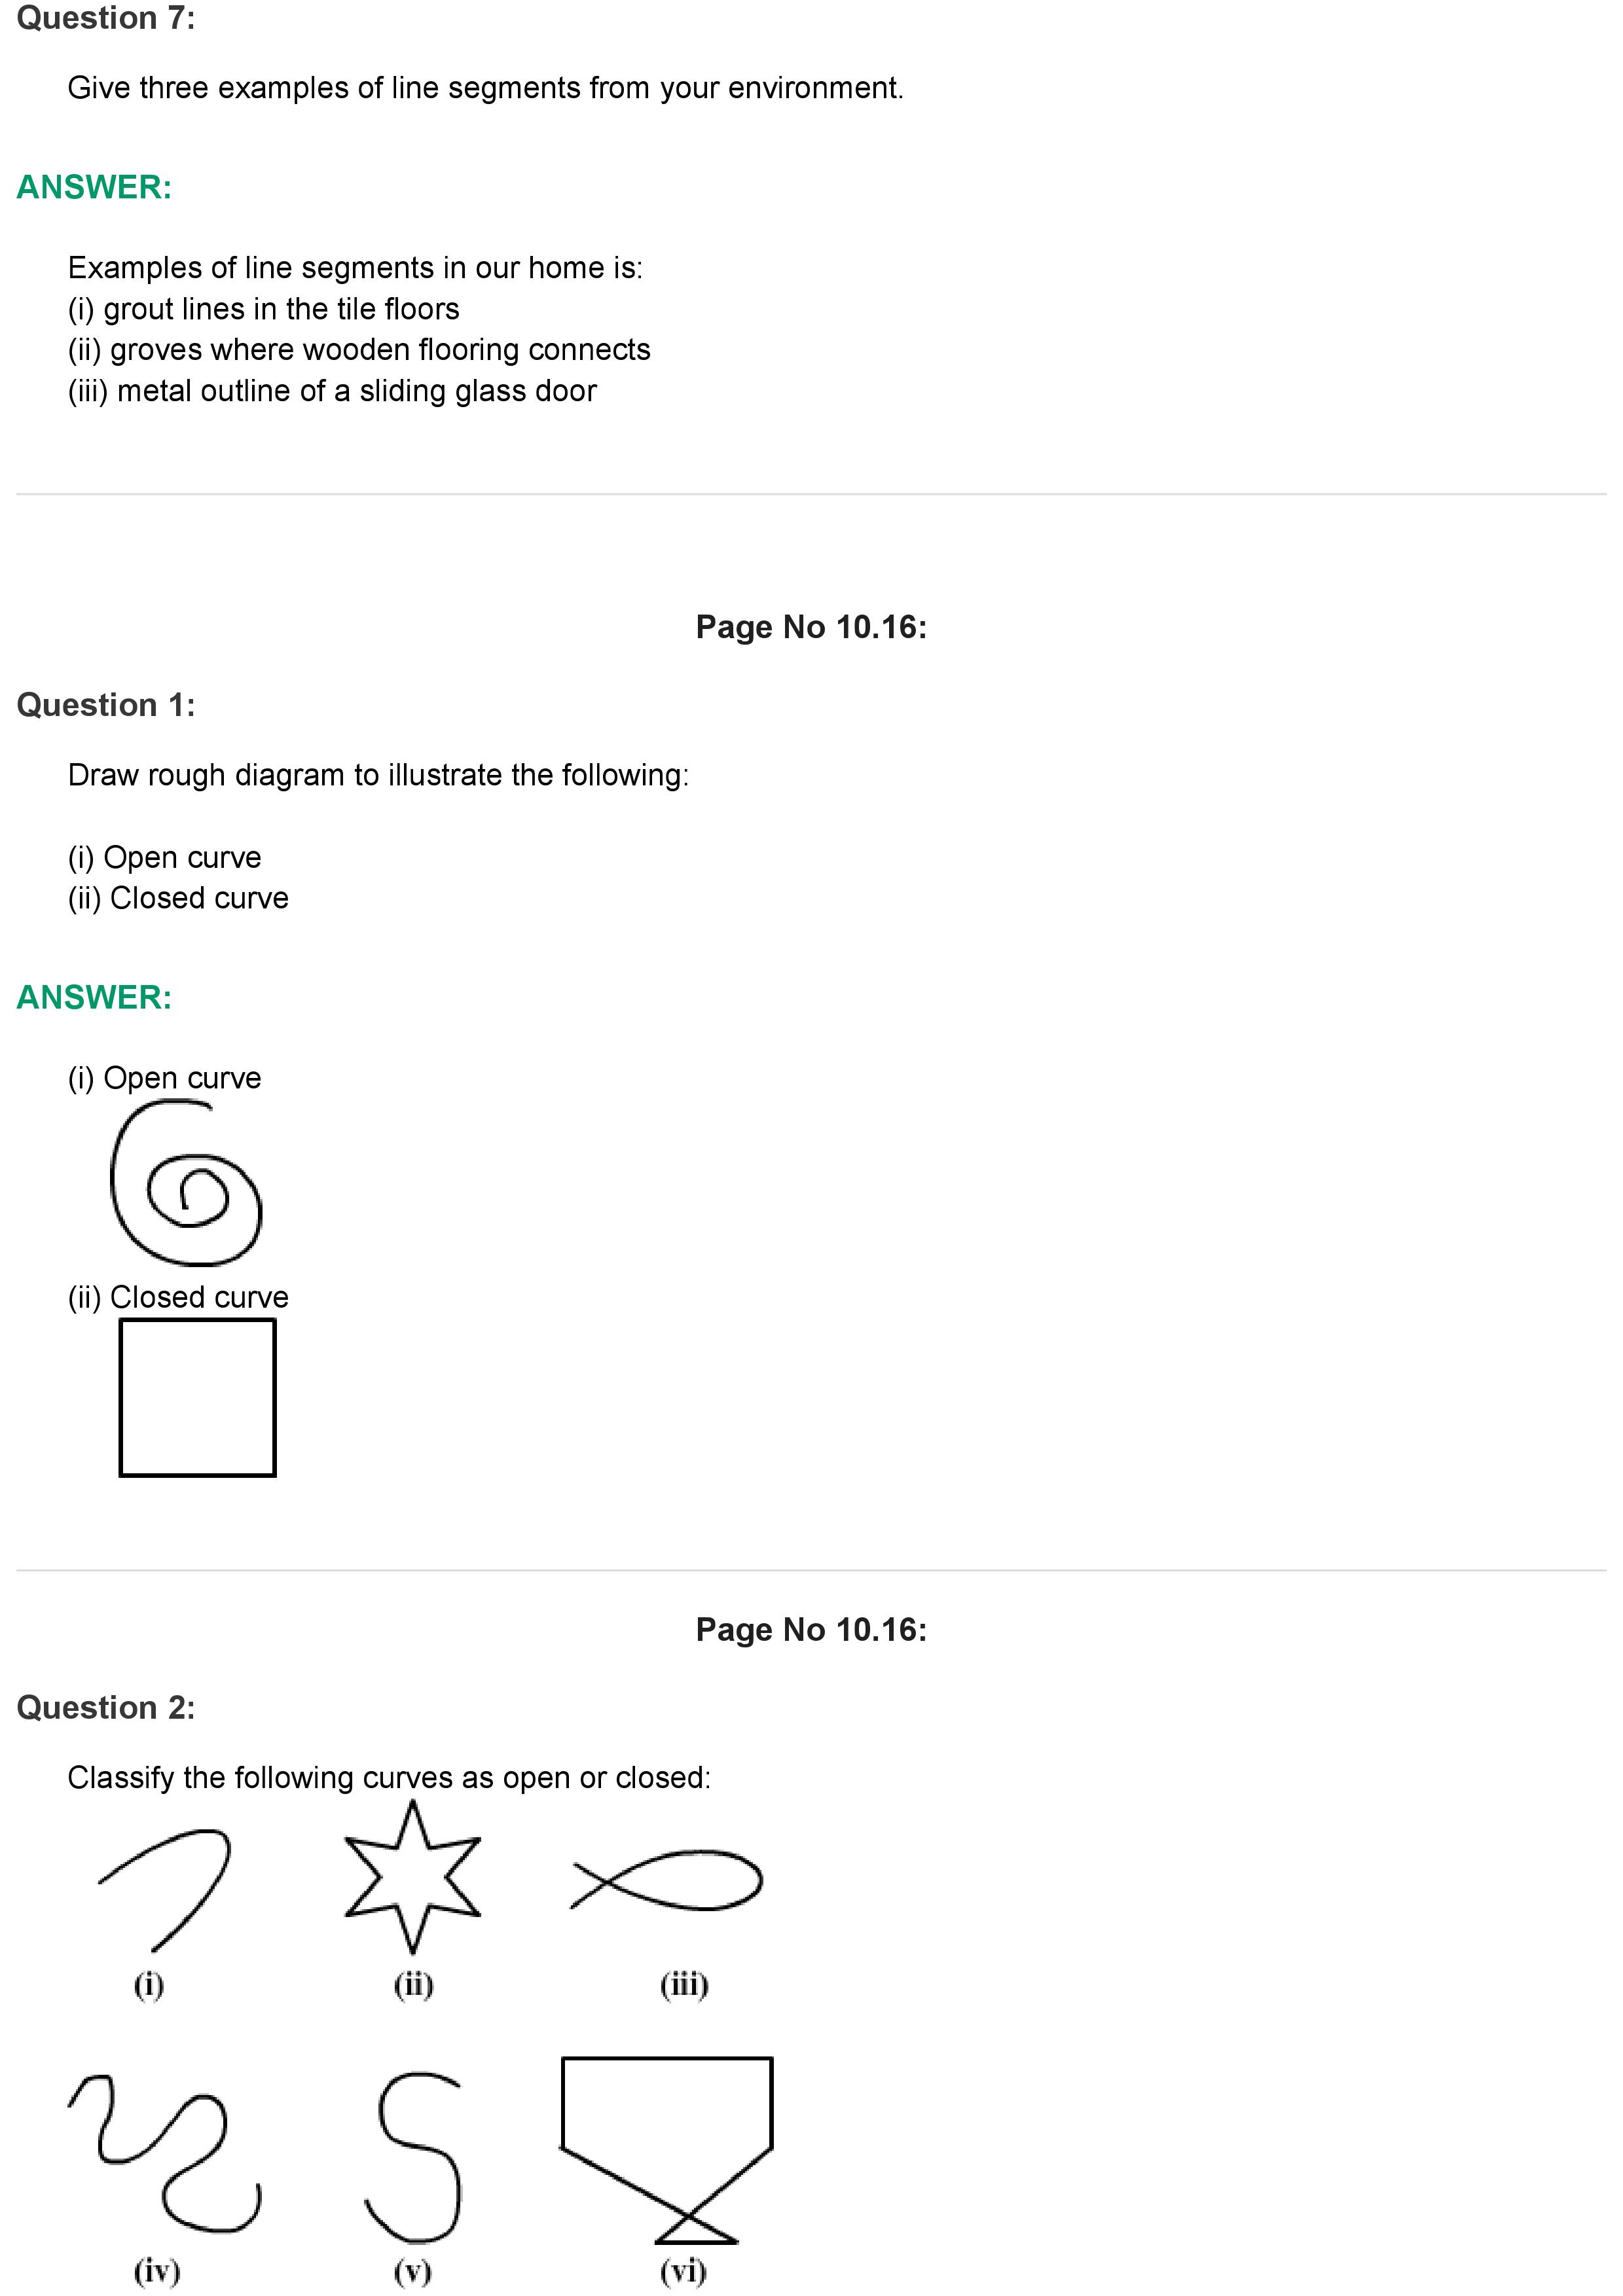 Question 7:
Give three examples of line segments from your environment.
ANSWER:
Examples of line segments in our home is:
(i) grout lines in the tile floors
(ii) groves where wooden flooring connects
(iii) metal outline of a sliding glass door
Page No 10.16:
Question 1:
Draw rough diagram to illustrate the following:
(i) Open curve
(ii) Closed curve
ANSWER:
(i) Open curve
(ii) Closed curve
Page No 10.16:
Question 2:
Classify the following curves as open or closed:
(i) (ii) (iii)
(iv) (v) (vi)